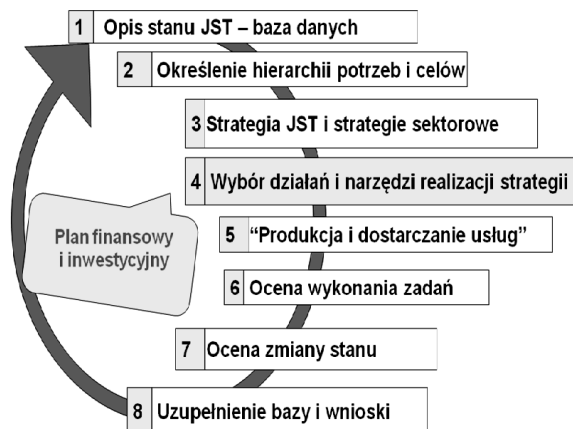 1 Opis stanu JST – baza danych
2 Określenie hierarchii potrzeb i celów
3 Strategia JST i strategie sektorowe
4 Wybór działań i narzędzi realizacji strategii
Plan finansowy
i inwestycyjny
5 “Produkcja i dostarczanie usług”
6 Ocena wykonania zadań
7 Ocena zmiany stanu
8 Uzupełnienie bazy i wnioski